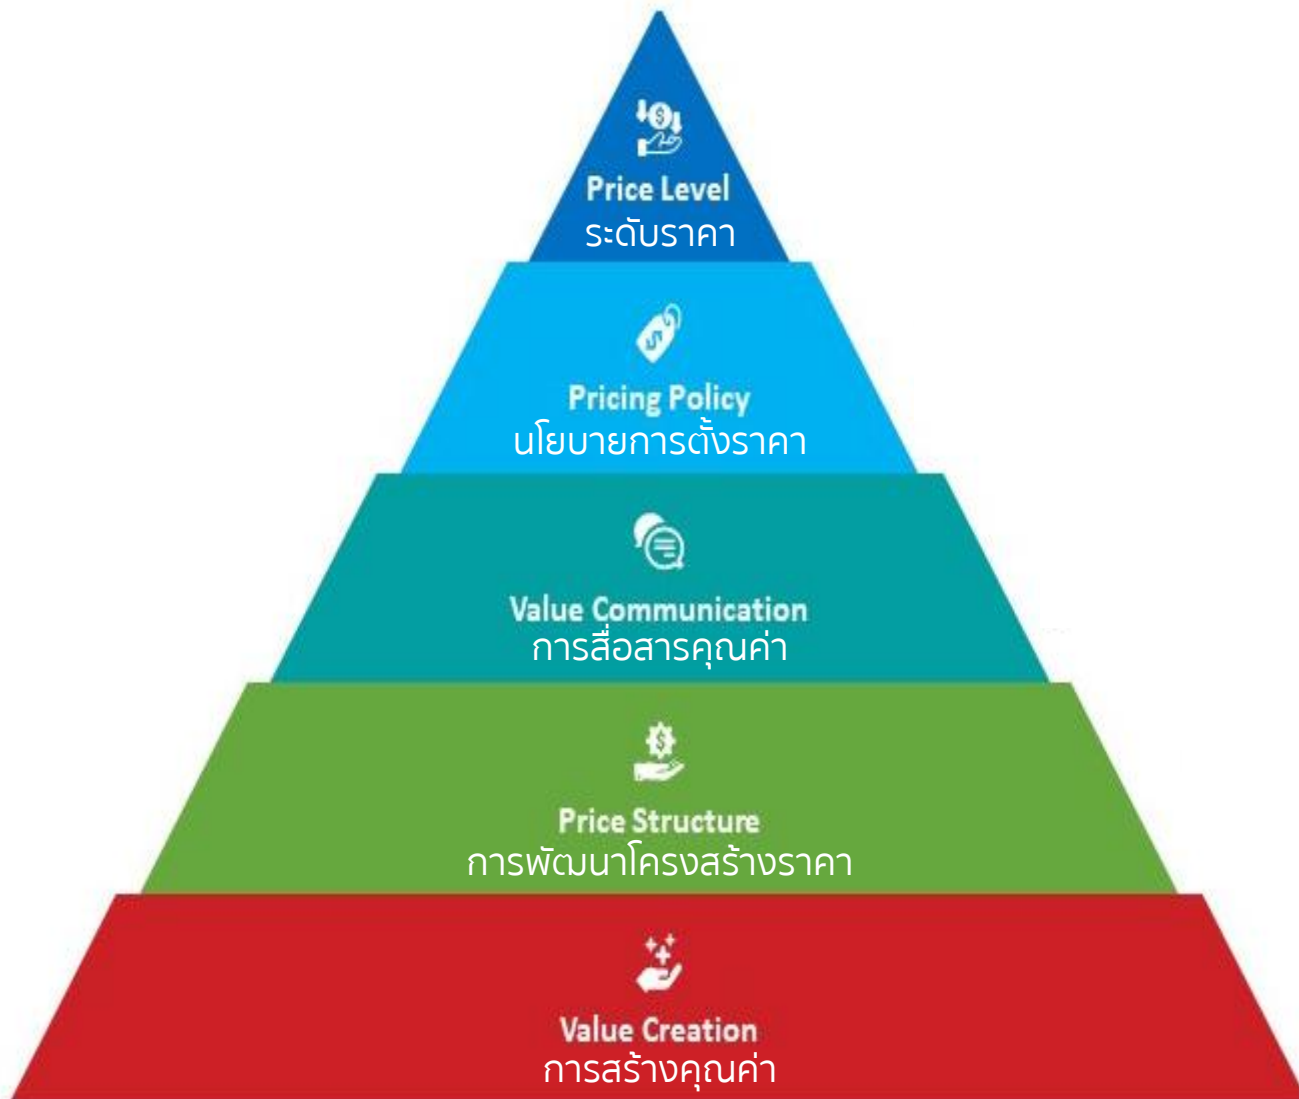 Price Level
ระดับราคา
Pricing Policy
นโยบายการตั้งราคา
Value Communication
การสื่อสารคุณค่า
Price Structure
การพัฒนาโครงสร้างราคา
Value Creation
การสร้างคุณค่า